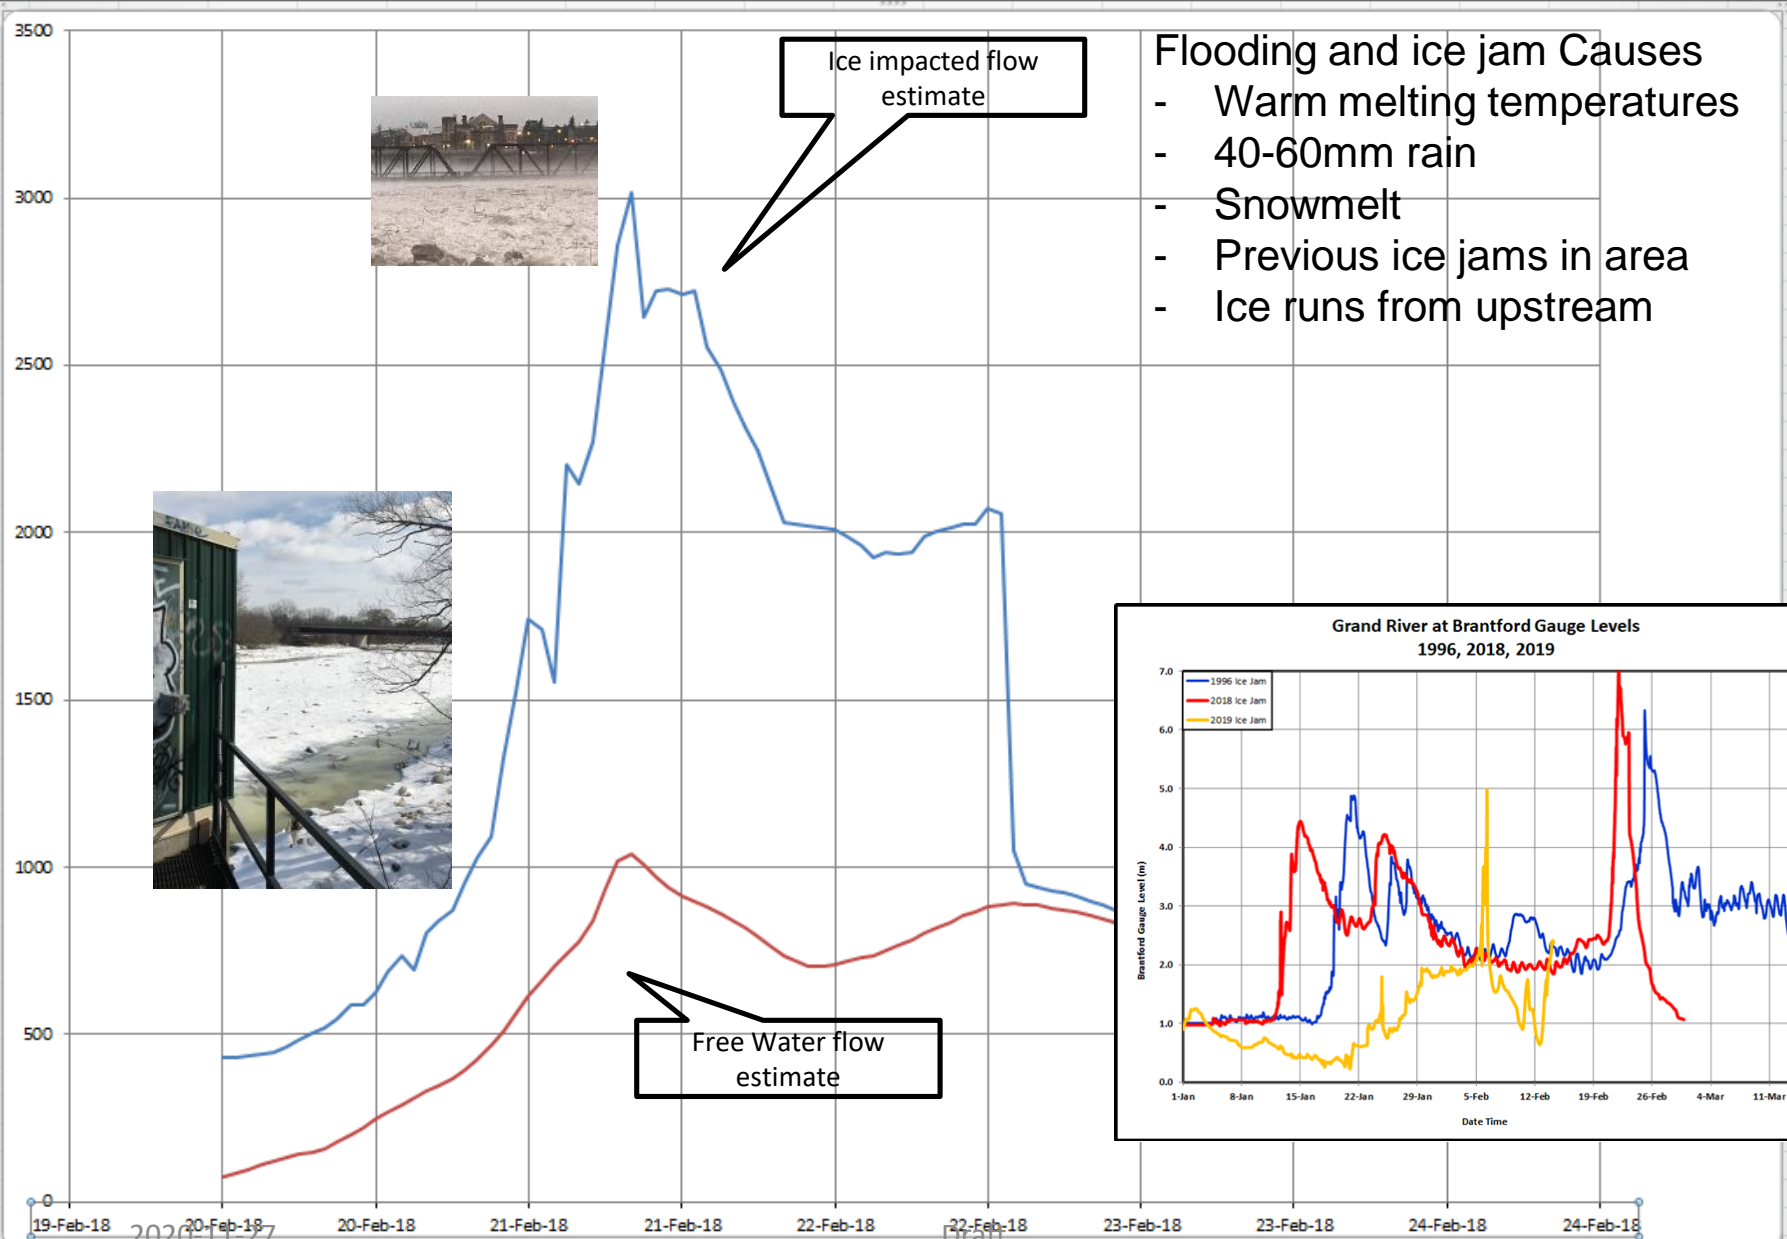 3500
3000
2500
2000
1500
1000
500
0
19-Feb-18 20-Feb-18 20-Feb-18 21-Feb-18 21-Feb-18 22-Feb-18 22-Feb-18 23-Feb-18 23-Feb-18 24-Feb-18 24-Feb-18
Ice impacted flow
estimate
Flooding and ice jam Causes
- Warm melting temperatures
- 40-60mm rain
- Snowmelt
- Previous ice jams in area
- Ice runs from upstream
Free Water flow
estimate
Grand River at Brantford Gauge Levels
1996, 2018, 2019
1996 Ice Jam
2018 Ice Jam
2019 Ice Jam
Brantford Gauge Level (m)
7.0
6.0
5.0
4.0
3.0
2.0
1.0
0.0
1-Jan 8-Jan 15-Jan 22-Jan 29-Jan 5-Feb 12-Feb 19-Feb 26-Feb 4-Mar 11-Mar
Date Time
2020-11-27
Draft